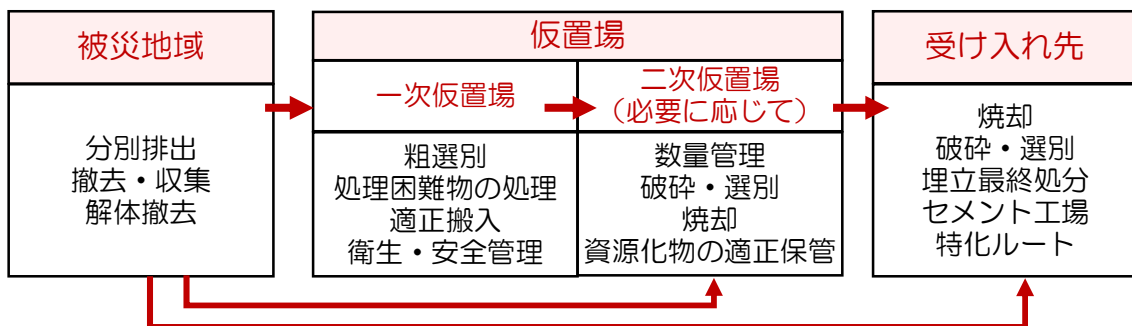 被災地域
分別排出
撤去・収集
解体撤去
仮置場
一次仮置場
粗選別
処理困難物の処理
適正搬入
衛生・安全管理
二次仮置場
（必要に応じて）
数量管理
破砕・選別
焼却
資源化物の適正保管
受け入れ先
焼却
破砕・選別
埋立最終処分
セメント工場
特化ルート